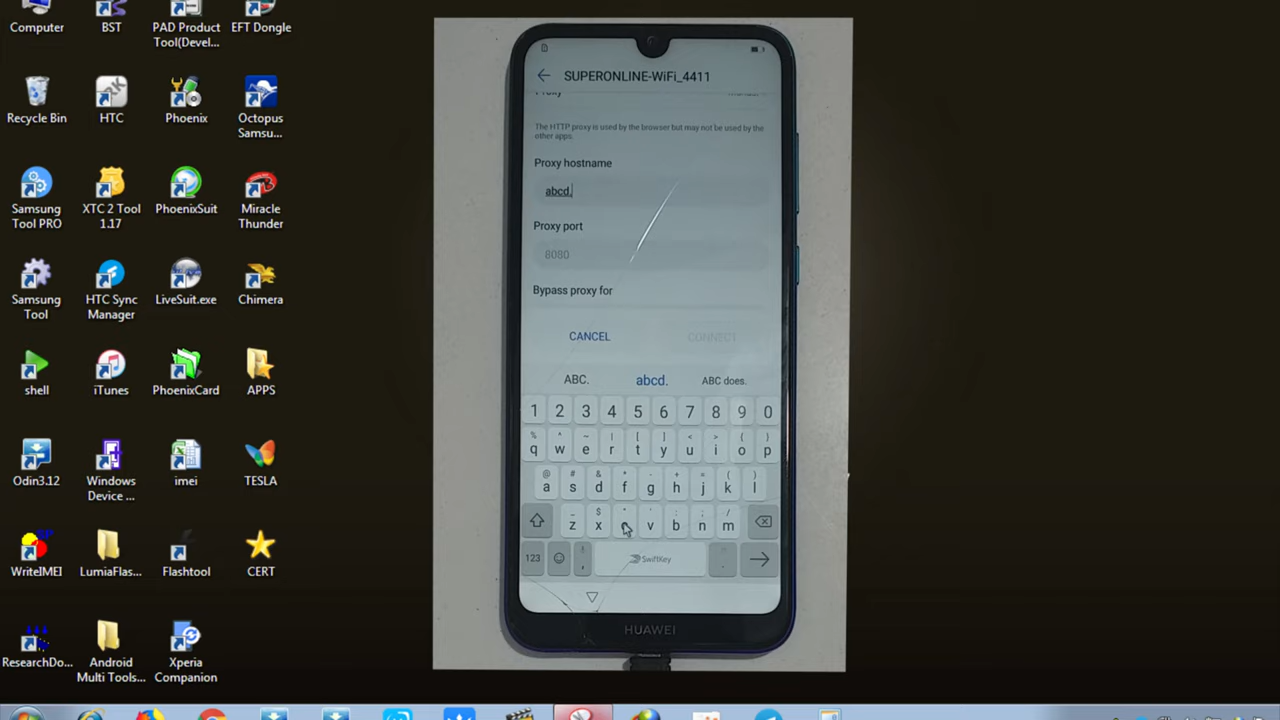 Computer
BST
PAD Product
Tool(Devel...
EFT Dongle
Recycle Bin
HTC
Phoenix
Octopus
Samsu...
Samsung
Tool PRO
XTC 2 Tool
1.17
PhoenixSuit
Miracle
Thunder
Samsung
Tool
HTC Sync
Manager
LiveSuit.exe
Chimera
shell
iTunes
PhoenixCard
APPS
Odin3.12
Windows
Device ...
imei
TESLA
WriteIMEI
LumiaFlas...
Flashtool
CERT
ResearchDo...
Android
Multi Tools...
Xperia
Companion
SUPERONLINE-WiFi_4411
Proxy
The HTTP proxy is used by the browser but may not be used by the
other apps.
Proxy hostname
abcd.
Proxy port
8080
Bypass proxy for
CANCEL CONNECT
ABC. abcd. ABC does.
1 2 3 4 5 6 7 8 9 0
% ^ ~ | [ ] < > { }
q w e r t y u i o p
@ # & * - + = ( )
a s d f g h j k l
_ $ " ' : ; /
z x c v b n m
123 ! , SwiftKey .
HUAWEI